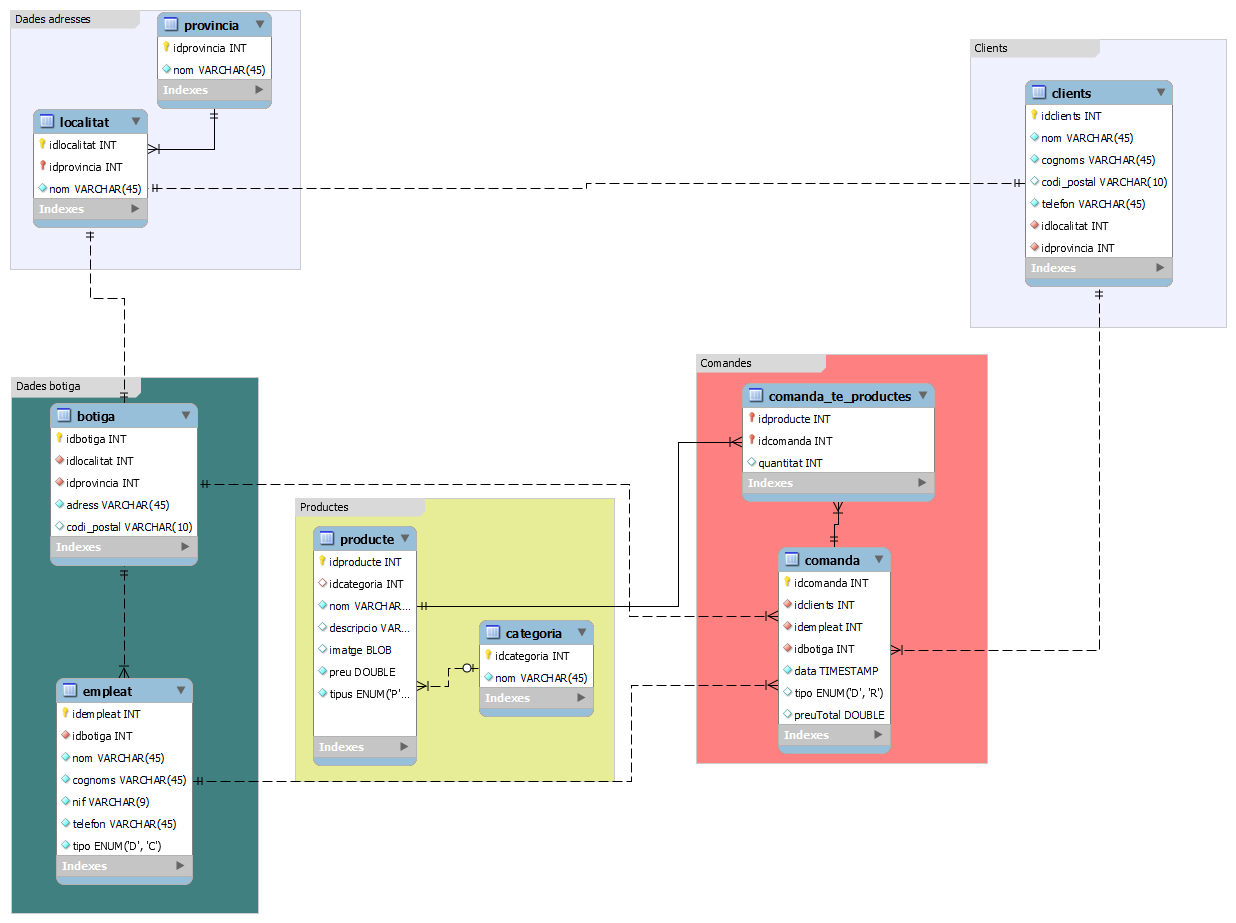 Dades adresses
provincia
idprovincia INT
nom VARCHAR(45)
Indexes
localitat
idlocalitat INT
idprovincia INT
nom VARCHAR(45)
Indexes
Clients
clients
idclients INT
nom VARCHAR(45)
cognoms VARCHAR(45)
codi_postal VARCHAR(10)
telefon VARCHAR(45)
idlocalitat INT
idprovincia INT
Indexes
Dades botiga
botiga
idbotiga INT
idlocalitat INT
idprovincia INT
adress VARCHAR(45)
codi_postal VARCHAR(10)
Indexes
empleat
idempleat INT
idbotiga INT
nom VARCHAR(45)
cognoms VARCHAR(45)
nif VARCHAR(9)
telefon VARCHAR(45)
tipo ENUM('D', 'C')
Indexes
Productes
producte
idproducte INT
idcategoria INT
nom VARCHAR...
descripcio VAR...
imatge BLOB
preu DOUBLE
tipus ENUM('P'...
Indexes
categoria
idcategoria INT
nom VARCHAR(45)
Indexes
Comandes
comanda_te_productes
idproducte INT
idcomanda INT
quantitat INT
Indexes
comanda
idcomanda INT
idclients INT
idempleat INT
idbotiga INT
data TIMESTAMP
tipo ENUM('D', 'R')
preuTotal DOUBLE
Indexes